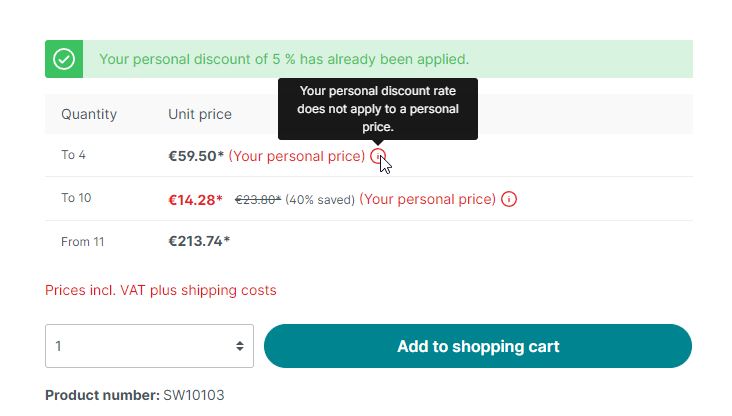 Your personal discount of 5 % has already been applied.
Your personal discount rate
does not apply to a personal
price.
Quantity Unit price
To 4 €59.50* (Your personal price)
To 10 €14.28* €23.80* (40% saved) (Your personal price)
From 11 €213.74*
Prices incl. VAT plus shipping costs
1 Add to shopping cart
Product number: SW10103